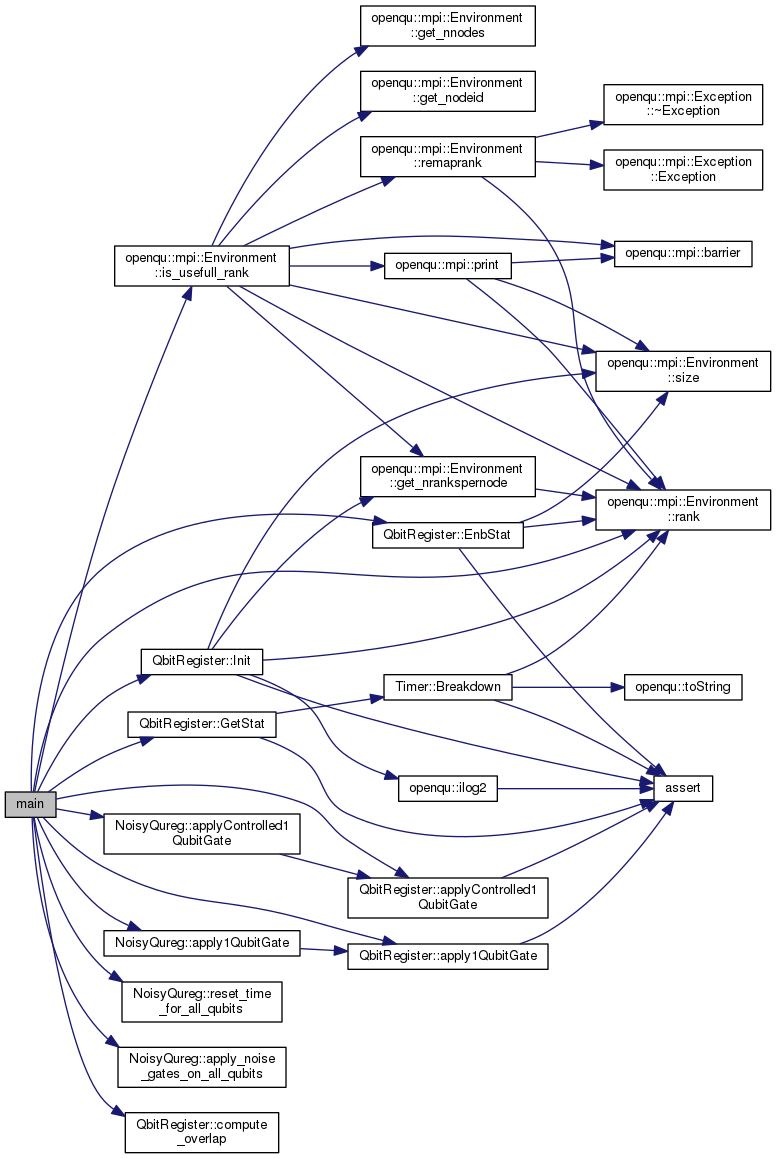 openqu::mpi::Environment
::get_nnodes
openqu::mpi::Environment
::get_nodeid
openqu::mpi::Exception
::~Exception
openqu::mpi::Environment
::remaprank
openqu::mpi::Exception
::Exception
openqu::mpi::Environment
::is_usefull_rank
openqu::mpi::print
openqu::mpi::barrier
openqu::mpi::Environment
::size
openqu::mpi::Environment
::get_nrankspernode
openqu::mpi::Environment
::rank
QbitRegister::EnbStat
QbitRegister::Init
Timer::Breakdown
openqu::toString
QbitRegister::GetStat
openqu::ilog2
assert
main
NoisyQureg::applyControlled1
QubitGate
QbitRegister::applyControlled1
QubitGate
NoisyQureg::apply1QubitGate
QbitRegister::apply1QubitGate
NoisyQureg::reset_time
_for_all_qubits
NoisyQureg::apply_noise
_gates_on_all_qubits
QbitRegister::compute
_overlap